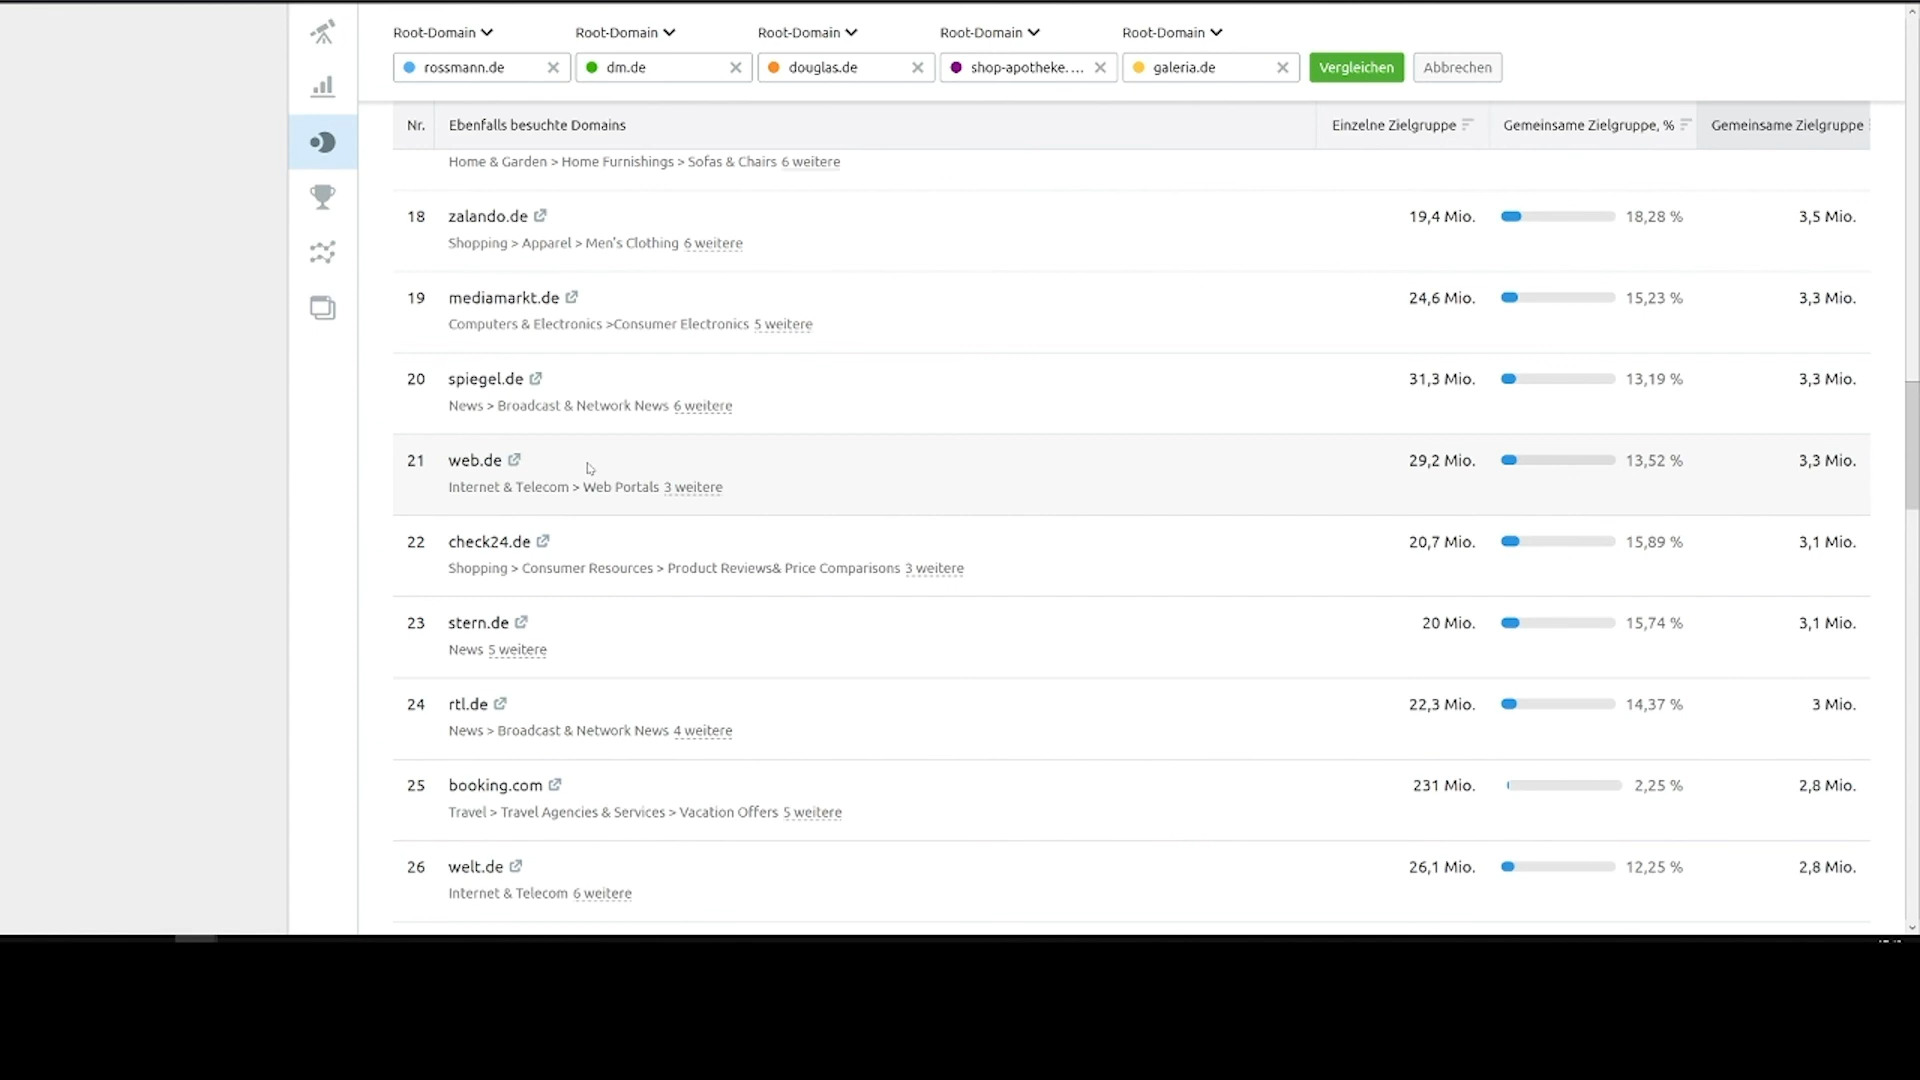 Root-Domain Root-Domain Root-Domain Root-Domain Root-Domain
rossmann.de dm.de douglas.de shop-apotheke.... galeria.de Vergleichen Abbrechen
Nr. Ebenfalls besuchte Domains Einzelne Zielgruppe Gemeinsame Zielgruppe, % Gemeinsame Zielgruppe
Home & Garden > Home Furnishings > Sofas & Chairs 6 weitere
18 zalando.de 19,4 Mio. 18,28 % 3,5 Mio.
Shopping > Apparel > Men's Clothing 6 weitere
19 mediamarkt.de 24,6 Mio. 15,23 % 3,3 Mio.
Computers & Electronics >Consumer Electronics 5 weitere
20 spiegel.de 31,3 Mio. 13,19 % 3,3 Mio.
News > Broadcast & Network News 6 weitere
21 web.de 29,2 Mio. 13,52 % 3,3 Mio.
Internet & Telecom > Web Portals 3 weitere
22 check24.de 20,7 Mio. 15,89 % 3,1 Mio.
Shopping > Consumer Resources > Product Reviews& Price Comparisons 3 weitere
23 stern.de 20 Mio. 15,74 % 3,1 Mio.
News 5 weitere
24 rtl.de 22,3 Mio. 14,37 % 3 Mio.
News > Broadcast & Network News 4 weitere
25 booking.com 231 Mio. 2,25 % 2,8 Mio.
Travel > Travel Agencies & Services > Vacation Offers 5 weitere
26 welt.de 26,1 Mio. 12,25 % 2,8 Mio.
Internet & Telecom 6 weitere